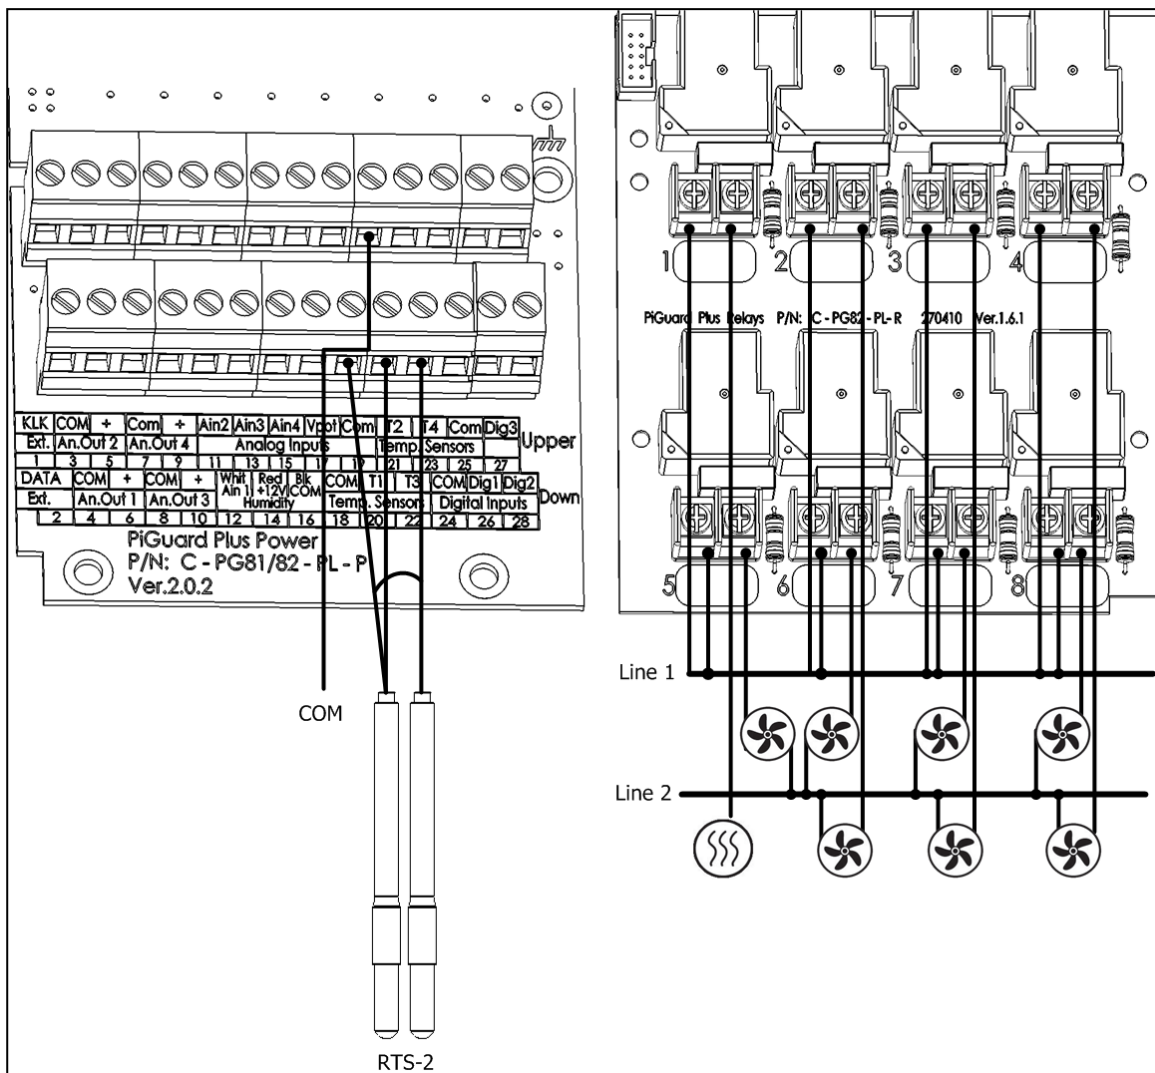 KLK COM + Com + Ain2 Ain3 Ain4 Vpot Com T2 T4 Com Dig3
Ext. An.Out 2 An.Out 4 Analog Inputs Temp. Sensors Upper
1 3 5 7 9 11 13 15 17 19 21 23 25 27
DATA COM + COM + Whit Ain 1 Red +12V Blk COM COM T1 T3 COM Dig1 Dig2
Ext. An.Out 1 An.Out 3 Humidity Temp. Sensors Digital Inputs Down
2 4 6 8 10 12 14 16 18 20 22 24 26 28
PiGuard Plus Power
P/N: C - PG81/82 - PL - P
Ver.2.0.2
COM
RTS-2
1 2 3 4
PiGuard Plus Relays P/N: C - PG82 - PL - R 270410 Ver.1.6.1
5 6 7 8
Line 1
Line 2